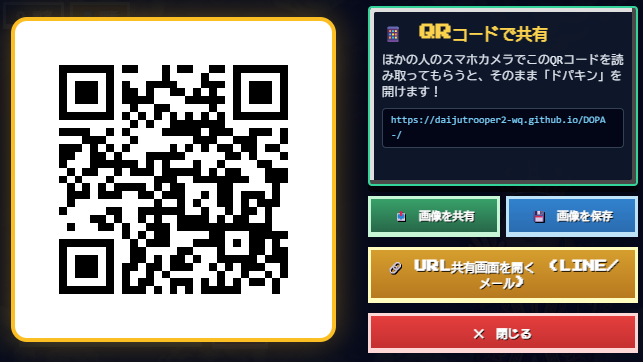 QRコードで共有
ほかの人のスマホカメラでこのQRコードを読
み取ってもらうと、そのまま「ドパキン」を
開けます！
https://daijutrooper2-wq.github.io/DOPA
-/
画像を共有
画像を保存
URL共有画面を開く （LINE/
メール）
✕ 閉じる